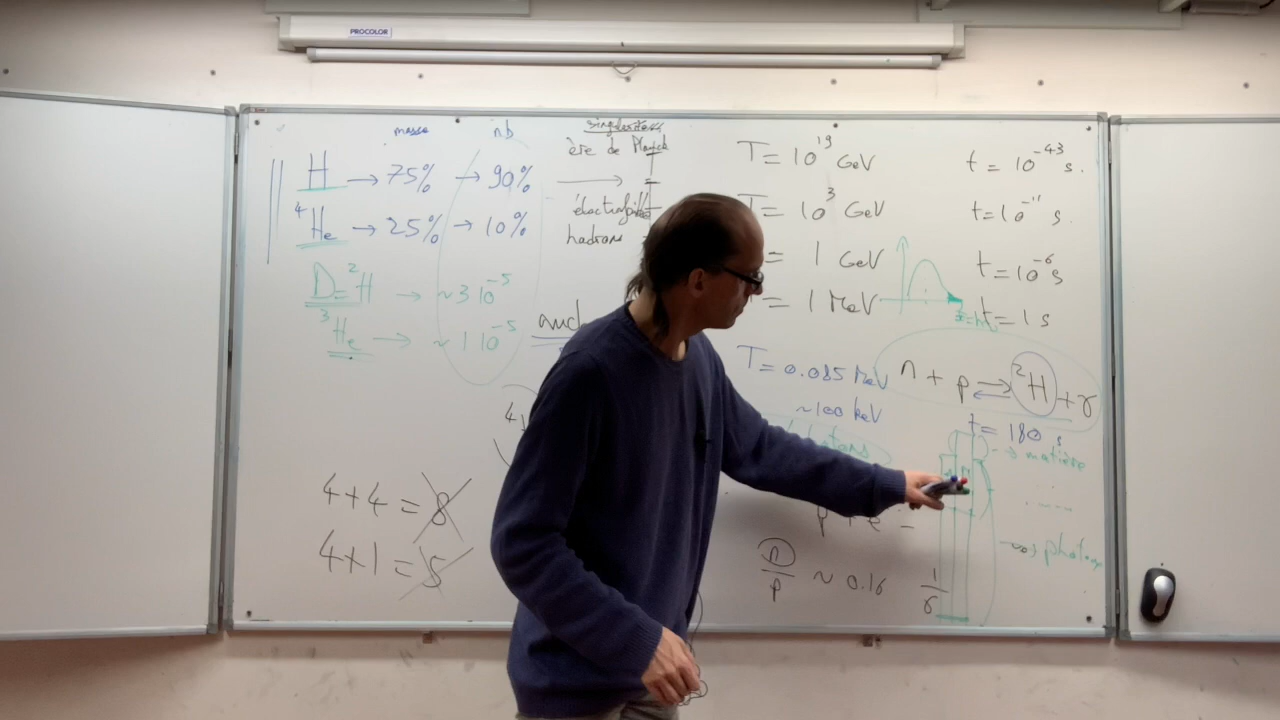 PROCOLOR
masse nb
H → 75% → 90%
⁴He → 25% → 10%
D = ²H → ~ 3 10⁻⁵
³He → ~ 1 10⁻⁵
singularité
ère de Planck
hadrons
T = 10¹⁹ GeV t = 10⁻⁴³ s.
T = 10³ GeV t = 10⁻¹¹ s.
= 1 GeV t = 10⁻⁶ s
= 1 MeV t = 1 s
T = 0.085 MeV
~100 keV
n + p ⇌ ²H + γ
t = 180 s
→ matière
photons
4+4 = 8
4+1 = 5
p + e⁻
n/p ~ 0.16 1/6